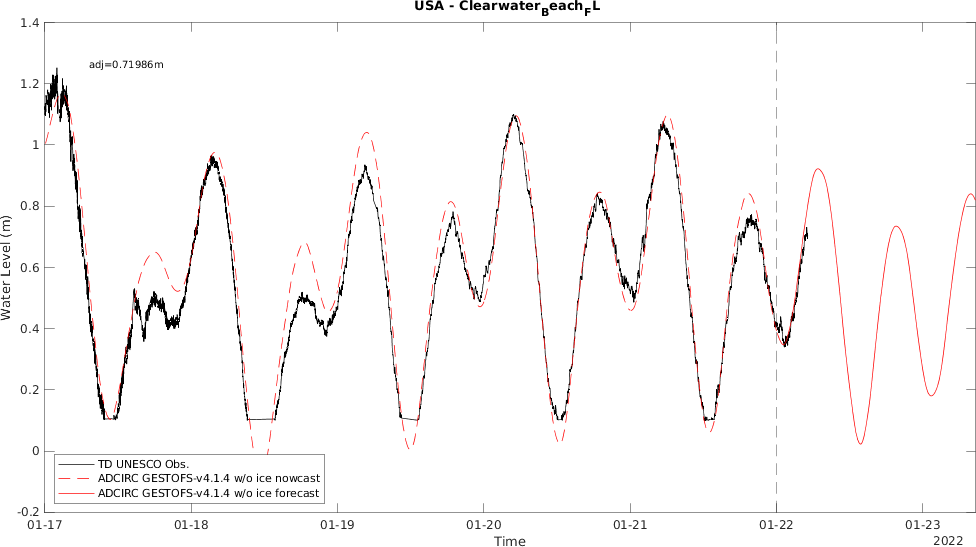 USA - Clearwater_Beach_FL
adj=0.71986m
1.4
1.2
1
0.8
0.6
0.4
0.2
0
-0.2
Water Level (m)
TD UNESCO Obs.
ADCIRC GESTOFS-v4.1.4 w/o ice nowcast
ADCIRC GESTOFS-v4.1.4 w/o ice forecast
01-17 01-18 01-19 01-20 01-21 01-22 01-23
Time
2022